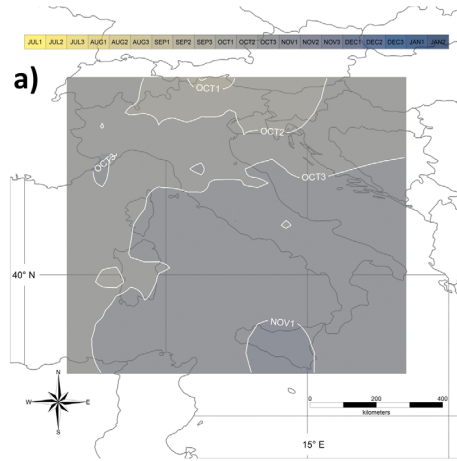 JUL1 JUL2 JUL3 AUG1 AUG2 AUG3 SEP1 SEP2 SEP3 OCT1 OCT2 OCT3 NOV1 NOV2 NOV3 DEC1 DEC2 DEC3 JAN1 JAN2
a)
OCT1
OCT2
OCT3
OCT3
40° N
NOV1
N
W E
S
0 200 400
kilometers
15° E